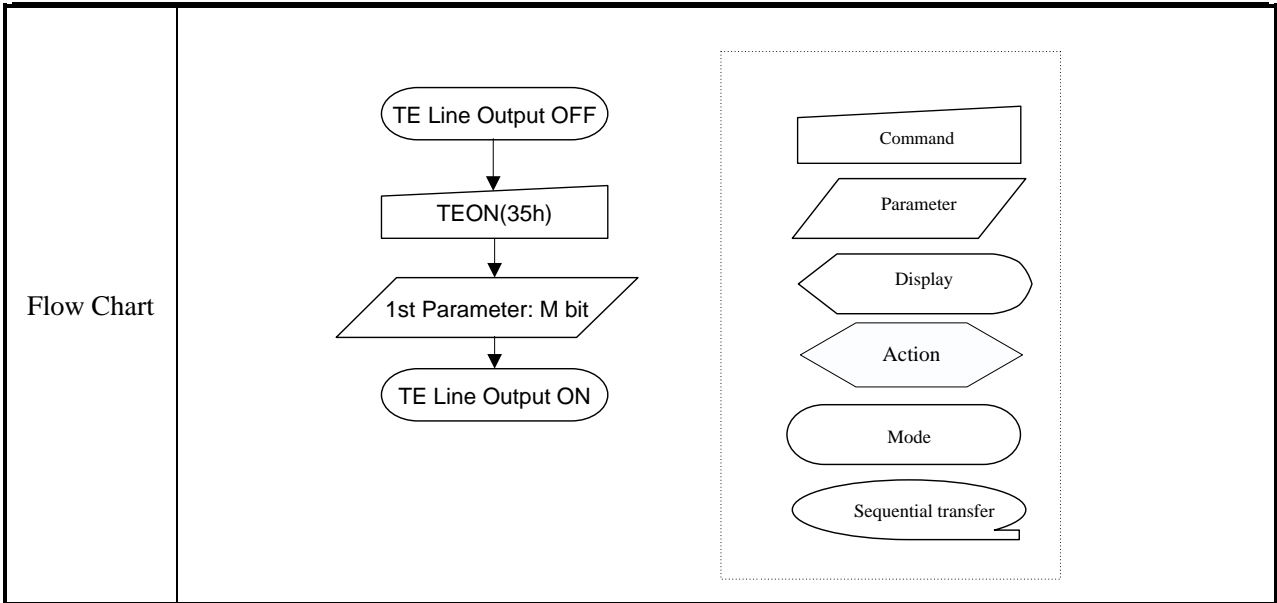 Flow Chart
TE Line Output OFF
TEON(35h)
1st Parameter: M bit
TE Line Output ON
Command
Parameter
Display
Action
Mode
Sequential transfer